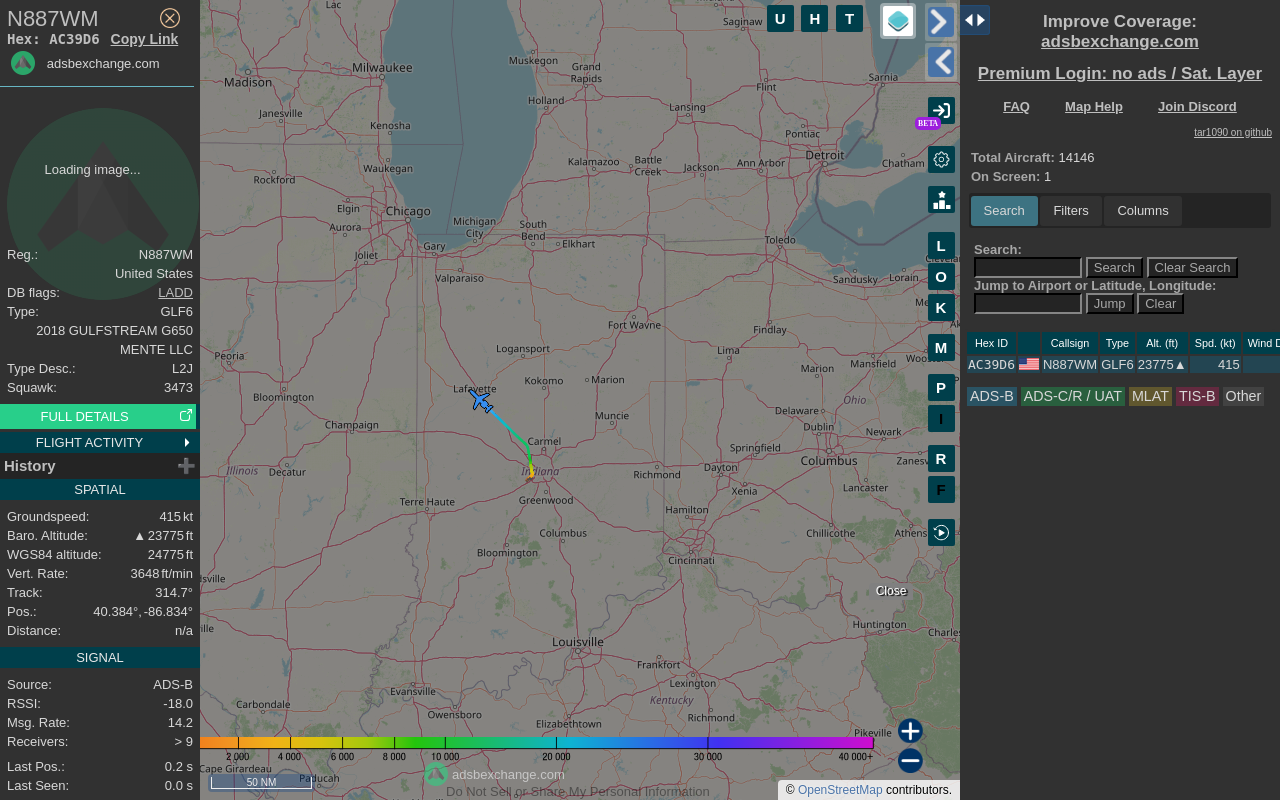 N887WM
Hex: AC39D6 Copy Link
adsbexchange.com
Loading image...
Reg.: N887WM
United States
DB flags: LADD
Type: GLF6
2018 GULFSTREAM G650
MENTE LLC
Type Desc.: L2J
Squawk: 3473
FULL DETAILS
FLIGHT ACTIVITY
History
SPATIAL
Groundspeed: 415 kt
Baro. Altitude: ▲ 23775 ft
WGS84 altitude: 24775 ft
Vert. Rate: 3648 ft/min
Track: 314.7°
Pos.: 40.384°, -86.834°
Distance: n/a
SIGNAL
Source: ADS-B
RSSI: -18.0
Msg. Rate: 14.2
Receivers: > 9
Last Pos.: 0.2 s
Last Seen: 0.0 s
Lac
Saginaw
Muskegon
Milwaukee
Grand
Rapids
Madison
Sarnia
Flint
Holland
Lansing
Janesville
Kenosha
Pontiac
Waukegan
Kalamazoo
Battle
Creek
Jackson
Ann Arbor
Detroit
Chatham
Rockford
Elgin
Chicago
Aurora
Michigan
City
South
Bend
Elkhart
Gary
Joliet
Toledo
Valparaiso
Sandusky
Lorain
Fort Wayne
Findlay
Peoria
Logansport
Lima
Marion
Mansfield
Lafayette
Kokomo
Marion
Bloomington
Ohio
Muncie
Delaware
Champaign
Dublin
Newark
Carmel
Springfield
Columbus
Illinois
Decatur
Indiana
Richmond
Dayton
Xenia
Lancaster
Terre Haute
Greenwood
Hamilton
Columbus
Chillicothe
Athens
Bloomington
Cincinnati
Close
Huntington
Louisville
Frankfort
Lexington
Evansville
Kentucky
Carbondale
Owensboro
Richmond
Elizabethtown
Pikeville
2 000 4 000 6 000 8 000 10 000 20 000 30 000 40 000+
Cape Girardeau
Paducah
50 NM
adsbexchange.com
Do Not Sell or Share My Personal Information
© OpenStreetMap contributors.
U H T
BETA
L
O
K
M
P
I
R
F
Improve Coverage:
adsbexchange.com
Premium Login: no ads / Sat. Layer
FAQ Map Help Join Discord
tar1090 on github
Total Aircraft: 14146
On Screen: 1
Search Filters Columns
Search:
Search Clear Search
Jump to Airport or Latitude, Longitude:
Jump Clear
Hex ID Callsign Type Alt. (ft) Spd. (kt) Wind D
AC39D6 N887WM GLF6 23775▲ 415
ADS-B ADS-C/R / UAT MLAT TIS-B Other